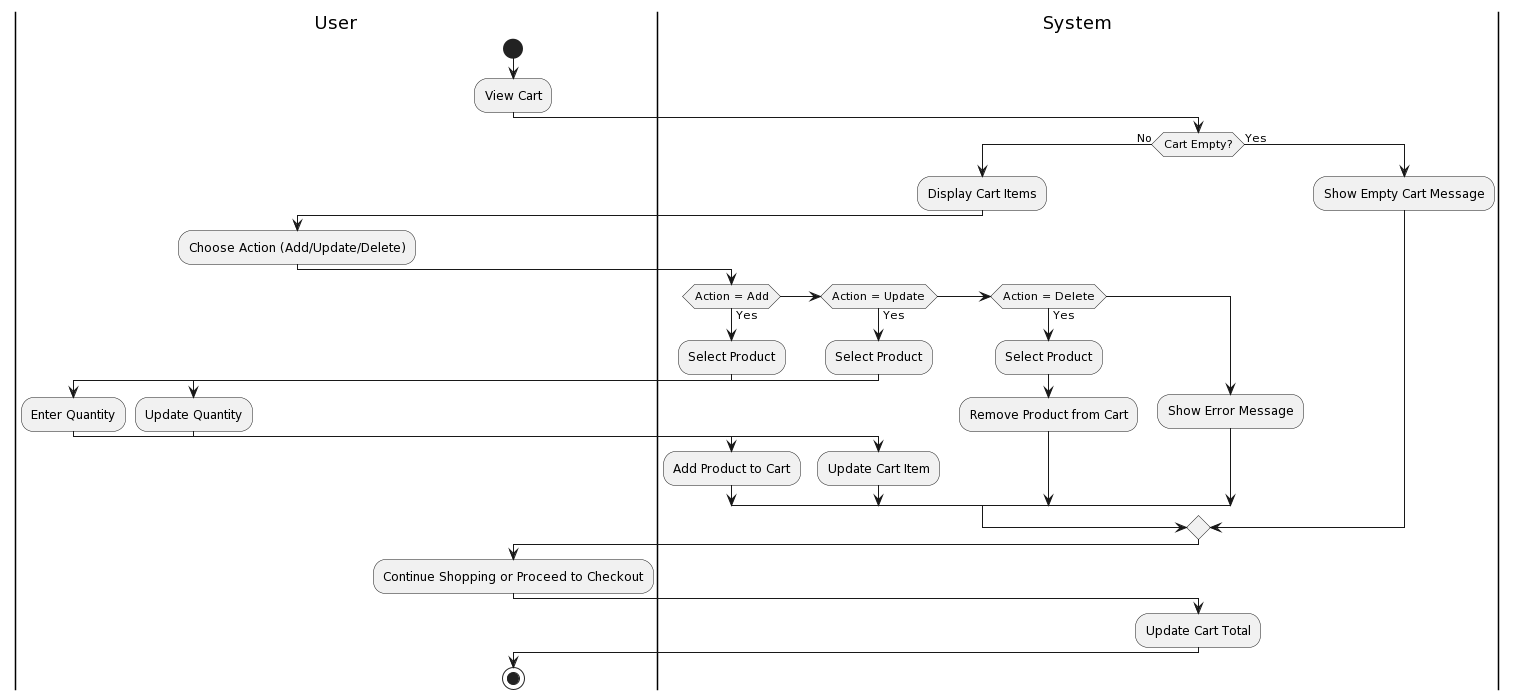 User
System
View Cart
No
Cart Empty?
Yes
Display Cart Items
Show Empty Cart Message
Choose Action (Add/Update/Delete)
Action = Add
Action = Update
Action = Delete
Yes
Yes
Yes
Select Product
Select Product
Select Product
Enter Quantity
Update Quantity
Remove Product from Cart
Show Error Message
Add Product to Cart
Update Cart Item
Continue Shopping or Proceed to Checkout
Update Cart Total